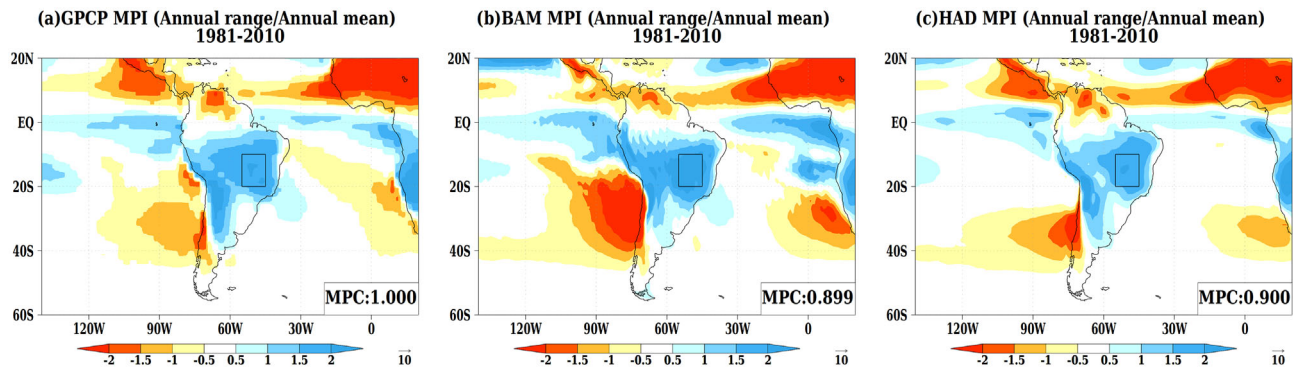 (a)GPCP MPI (Annual range/Annual mean)
1981-2010
20N
EQ
20S
40S
60S
120W 90W 60W 30W 0
MPC:1.000
-2 -1.5 -1 -0.5 0.5 1 1.5 2
10
(b)BAM MPI (Annual range/Annual mean)
1981-2010
20N
EQ
20S
40S
60S
120W 90W 60W 30W 0
MPC:0.899
-2 -1.5 -1 -0.5 0.5 1 1.5 2
10
(c)HAD MPI (Annual range/Annual mean)
1981-2010
20N
EQ
20S
40S
60S
120W 90W 60W 30W 0
MPC:0.900
-2 -1.5 -1 -0.5 0.5 1 1.5 2
10